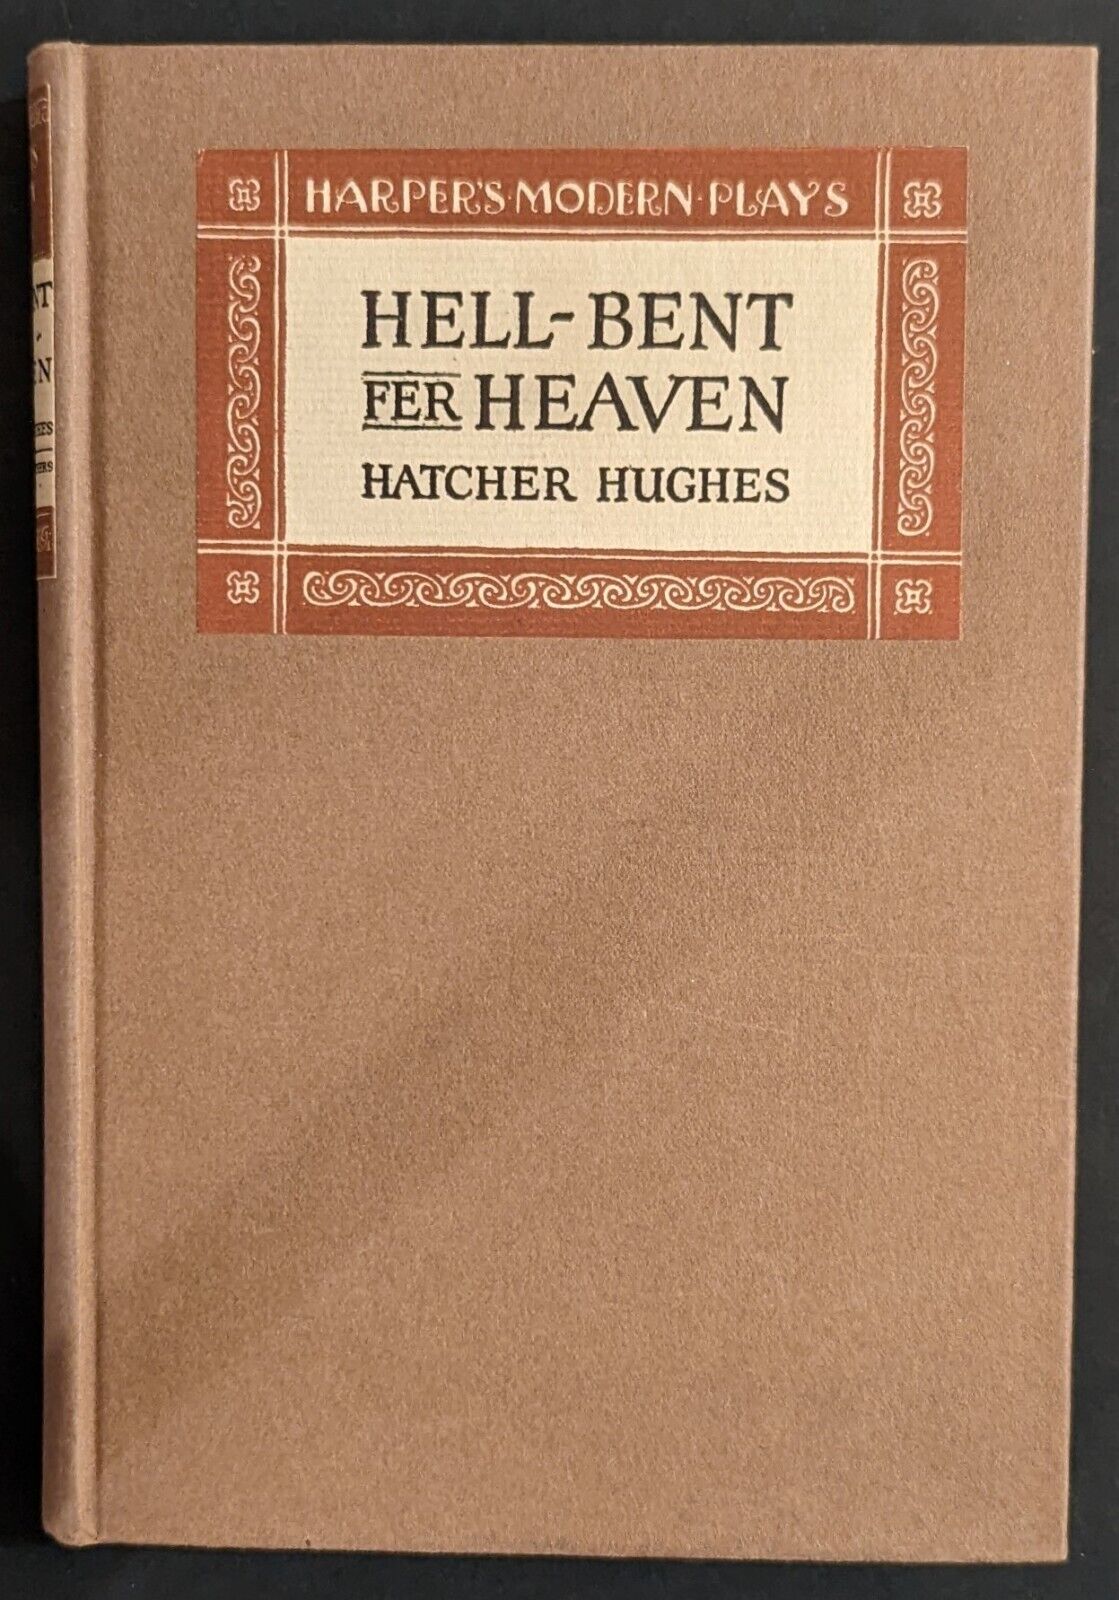 HARPER'S·MODERN·PLAYS
HELL-BENT
FER HEAVEN
HATCHER HUGHES